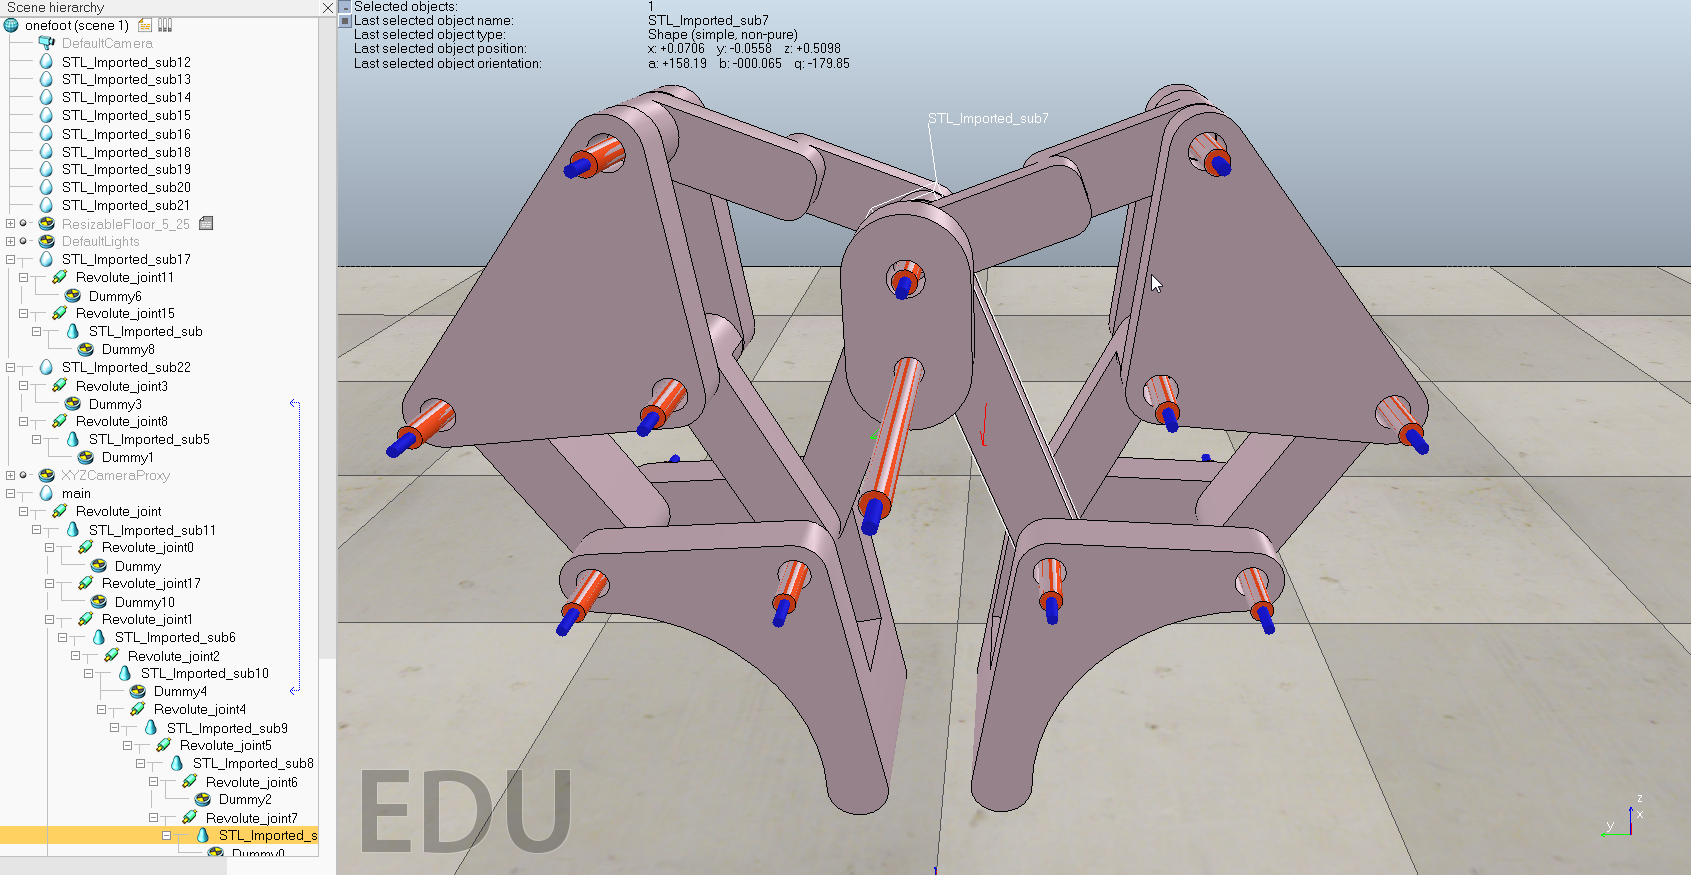 Scene hierarchy
onefoot (scene 1)
DefaultCamera
STL_Imported_sub12
STL_Imported_sub13
STL_Imported_sub14
STL_Imported_sub15
STL_Imported_sub16
STL_Imported_sub18
STL_Imported_sub19
STL_Imported_sub20
STL_Imported_sub21
ResizableFloor_5_25
DefaultLights
STL_Imported_sub17
Revolute_joint11
Dummy6
Revolute_joint15
STL_Imported_sub
Dummy8
STL_Imported_sub22
Revolute_joint3
Dummy3
Revolute_joint8
STL_Imported_sub5
Dummy1
XYZCameraProxy
main
Revolute_joint
STL_Imported_sub11
Revolute_joint0
Dummy
Revolute_joint17
Dummy10
Revolute_joint1
STL_Imported_sub6
Revolute_joint2
STL_Imported_sub10
Dummy4
Revolute_joint4
STL_Imported_sub9
Revolute_joint5
STL_Imported_sub8
Revolute_joint6
Dummy2
Revolute_joint7
STL_Imported_s
Dummy0
Selected objects: 1
Last selected object name: STL_Imported_sub7
Last selected object type: Shape (simple, non-pure)
Last selected object position: x: +0.0706 y: -0.0558 z: +0.5098
Last selected object orientation: a: +158.19 b: -000.065 q: -179.85
STL_Imported_sub7
EDU
z
x
y